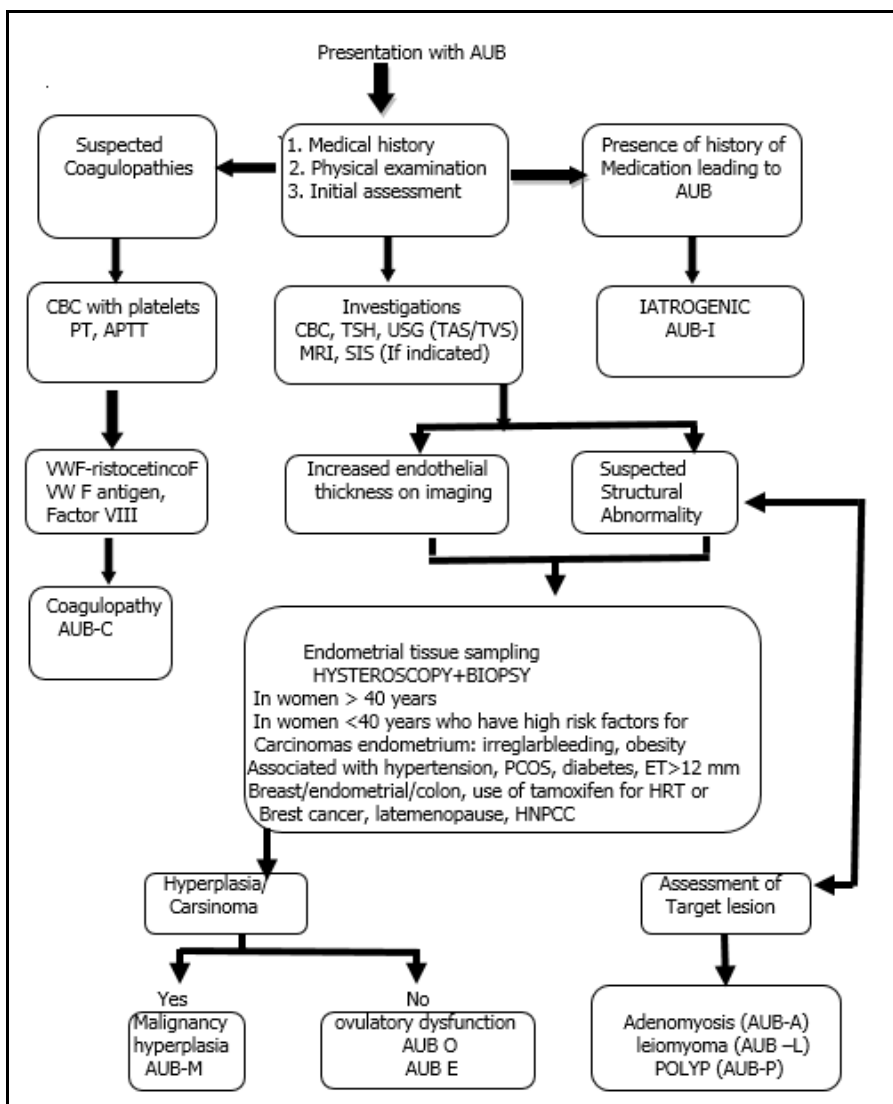 Presentation with AUB
Suspected
Coagulopathies
1. Medical history
2. Physical examination
3. Initial assessment
Presence of history of
Medication leading to
AUB
CBC with platelets
PT, APTT
Investigations
CBC, TSH, USG (TAS/TVS)
MRI, SIS (If indicated)
IATROGENIC
AUB-I
VWF-ristocetincoF
VW F antigen,
Factor VIII
Increased endothelial
thickness on imaging
Suspected
Structural
Abnormality
Coagulopathy
AUB-C
Endometrial tissue sampling
HYSTEROSCOPY+BIOPSY
In women > 40 years
In women <40 years who have high risk factors for
Carcinomas endometrium: irreglarbleeding, obesity
Associated with hypertension, PCOS, diabetes, ET>12 mm
Breast/endometrial/colon, use of tamoxifen for HRT or
Brest cancer, latemenopause, HNPCC
Hyperplasia/
Carsinoma
Assessment of
Target lesion
Yes
Malignancy
hyperplasia
AUB-M
No
ovulatory dysfunction
AUB O
AUB E
Adenomyosis (AUB-A)
leiomyoma (AUB –L)
POLYP (AUB-P)